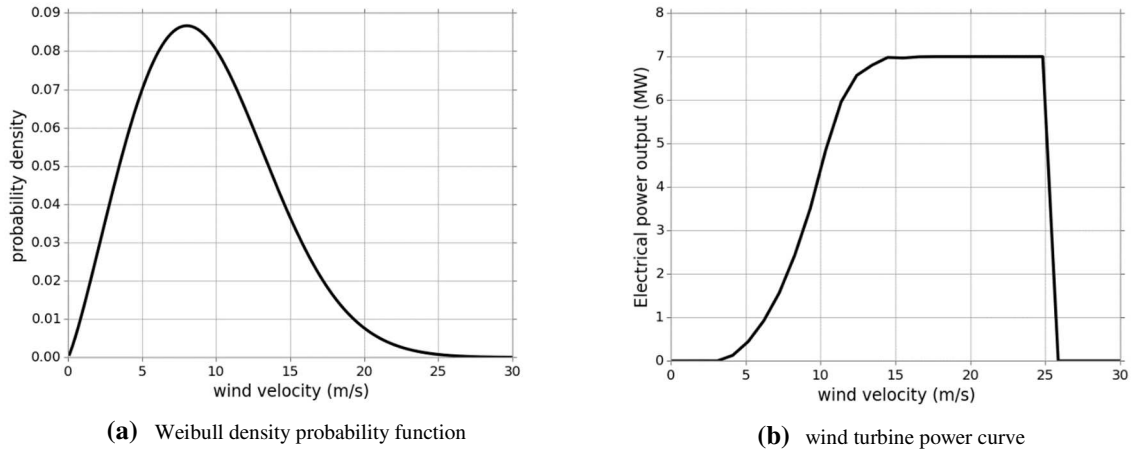 0.09
0.08
0.07
0.06
0.05
0.04
0.03
0.02
0.01
0.00
probability density
0 5 10 15 20 25 30
wind velocity (m/s)
(a) Weibull density probability function
8
7
6
5
4
3
2
1
0
Electrical power output (MW)
0 5 10 15 20 25 30
wind velocity (m/s)
(b) wind turbine power curve